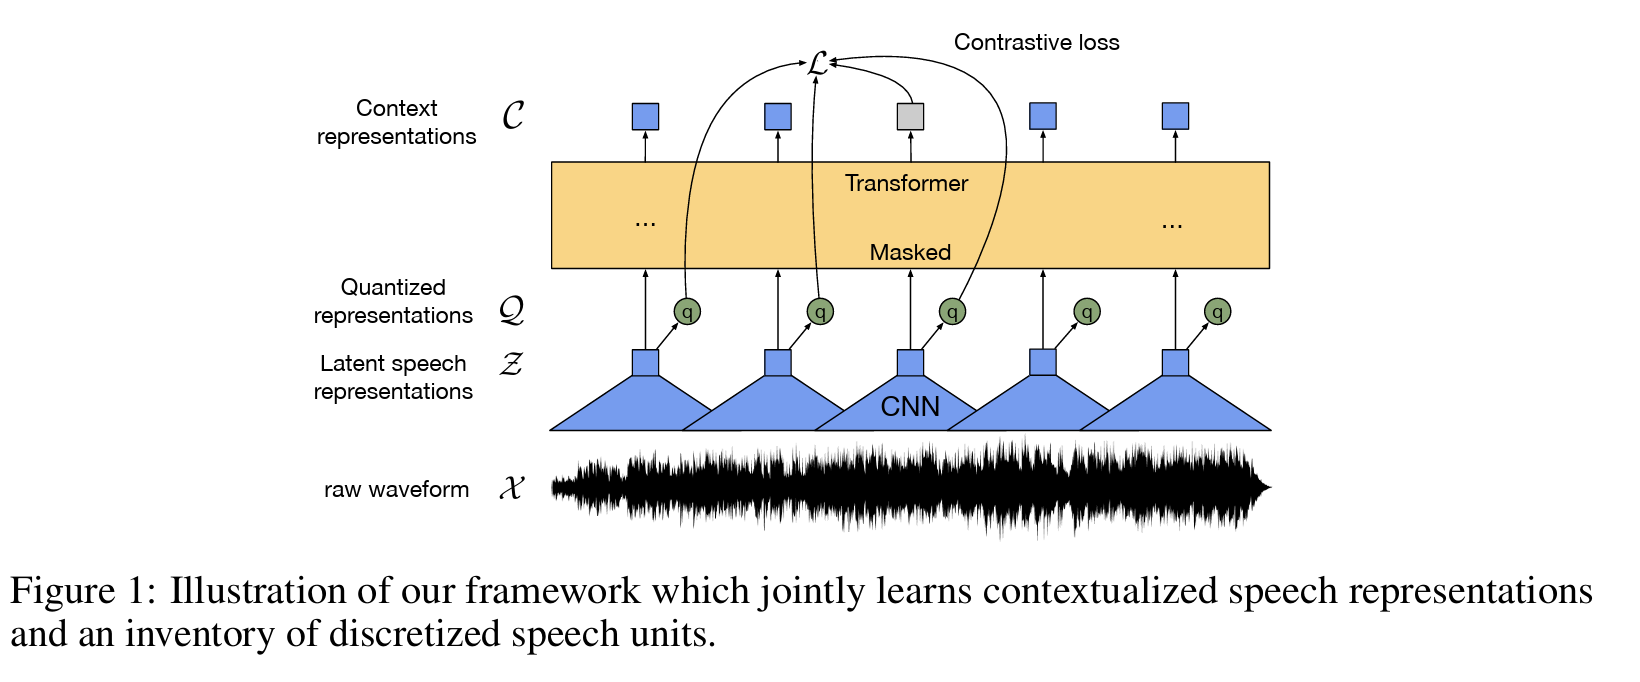 Contrastive loss
ℒ
Context
representations 𝒞
Transformer
... ...
Masked
Quantized
representations 𝒬
q q q q q
Latent speech
representations 𝒵
CNN
raw waveform 𝒳
Figure 1: Illustration of our framework which jointly learns contextualized speech representations
and an inventory of discretized speech units.